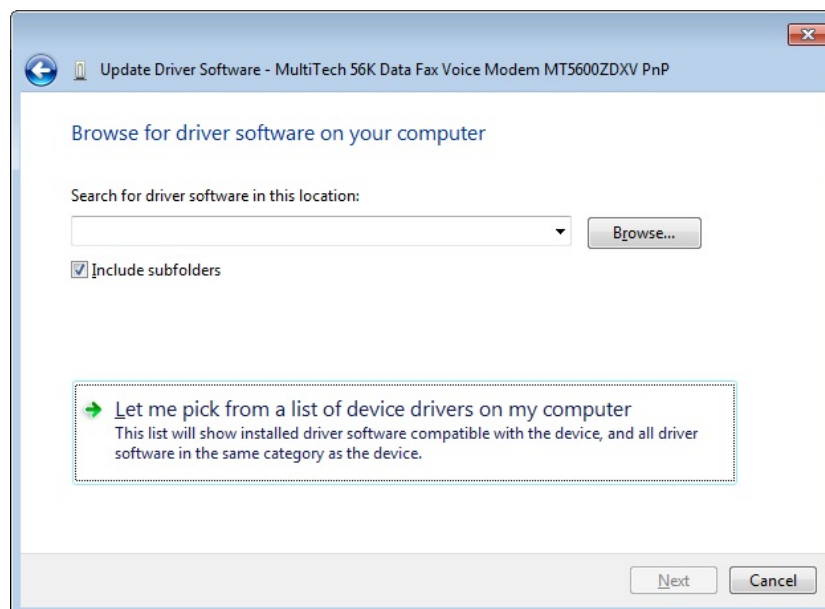 Update Driver Software - MultiTech 56K Data Fax Voice Modem MT5600ZDXV PnP
Browse for driver software on your computer
Search for driver software in this location:
Browse...
Include subfolders
Let me pick from a list of device drivers on my computer
This list will show installed driver software compatible with the device, and all driver
software in the same category as the device.
Next
Cancel